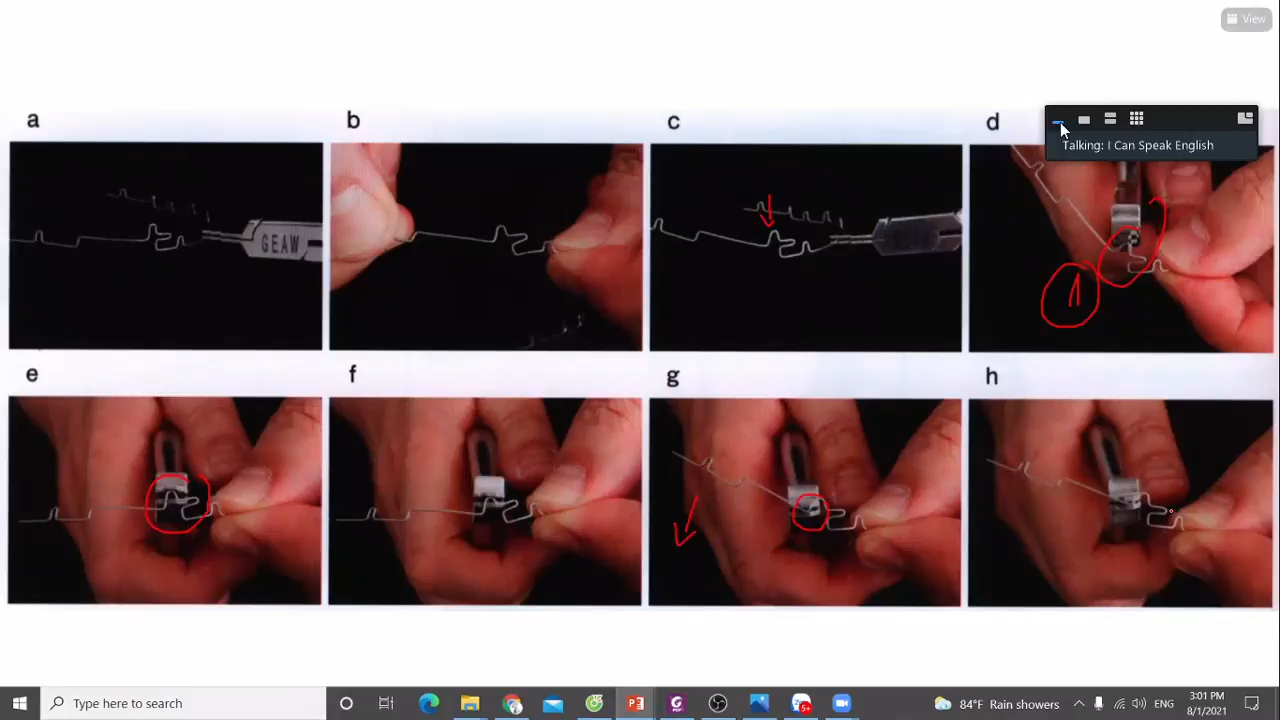 View
a
b
c
d
Talking: I Can Speak English
GEAW
1
e
f
g
h
Type here to search
84°F Rain showers
ENG
3:01 PM
8/1/2021